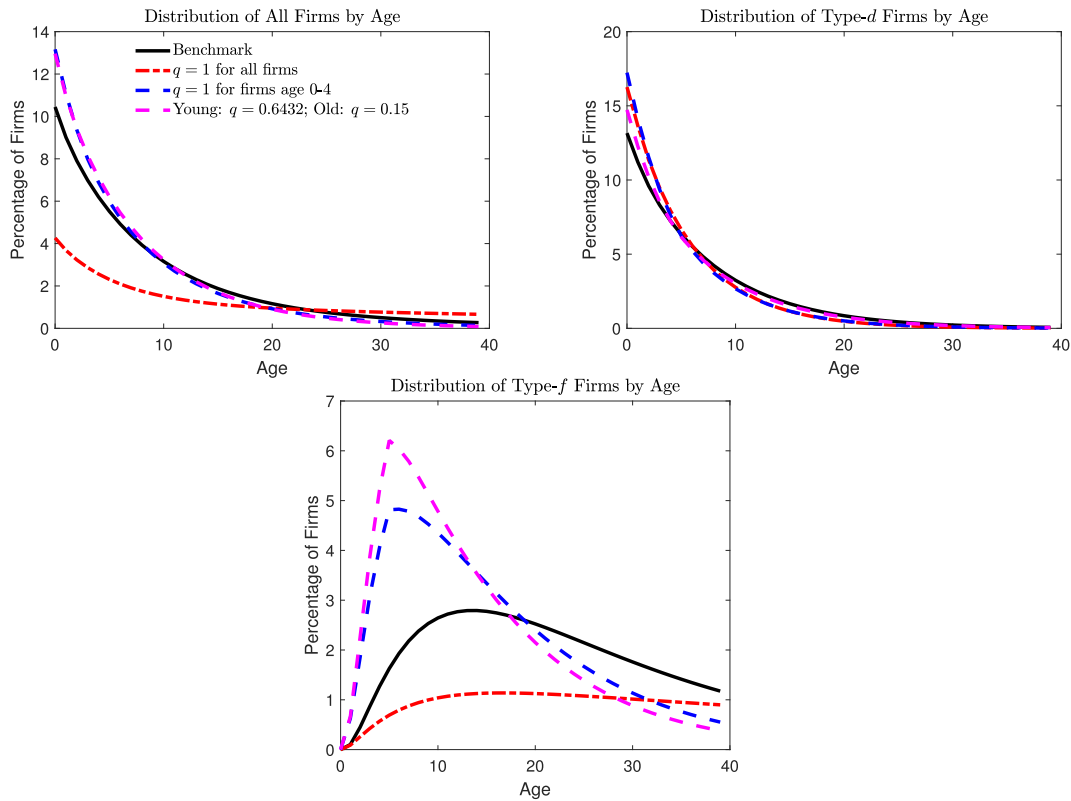 Distribution of All Firms by Age
14
12
10
8
6
4
2
0
0 10 20 30 40
Percentage of Firms
Age
Benchmark
q = 1 for all firms
q = 1 for firms age 0-4
Young: q = 0.6432; Old: q = 0.15
Distribution of Type-d Firms by Age
20
15
10
5
0
0 10 20 30 40
Percentage of Firms
Age
Distribution of Type-f Firms by Age
7
6
5
4
3
2
1
0
0 10 20 30 40
Percentage of Firms
Age